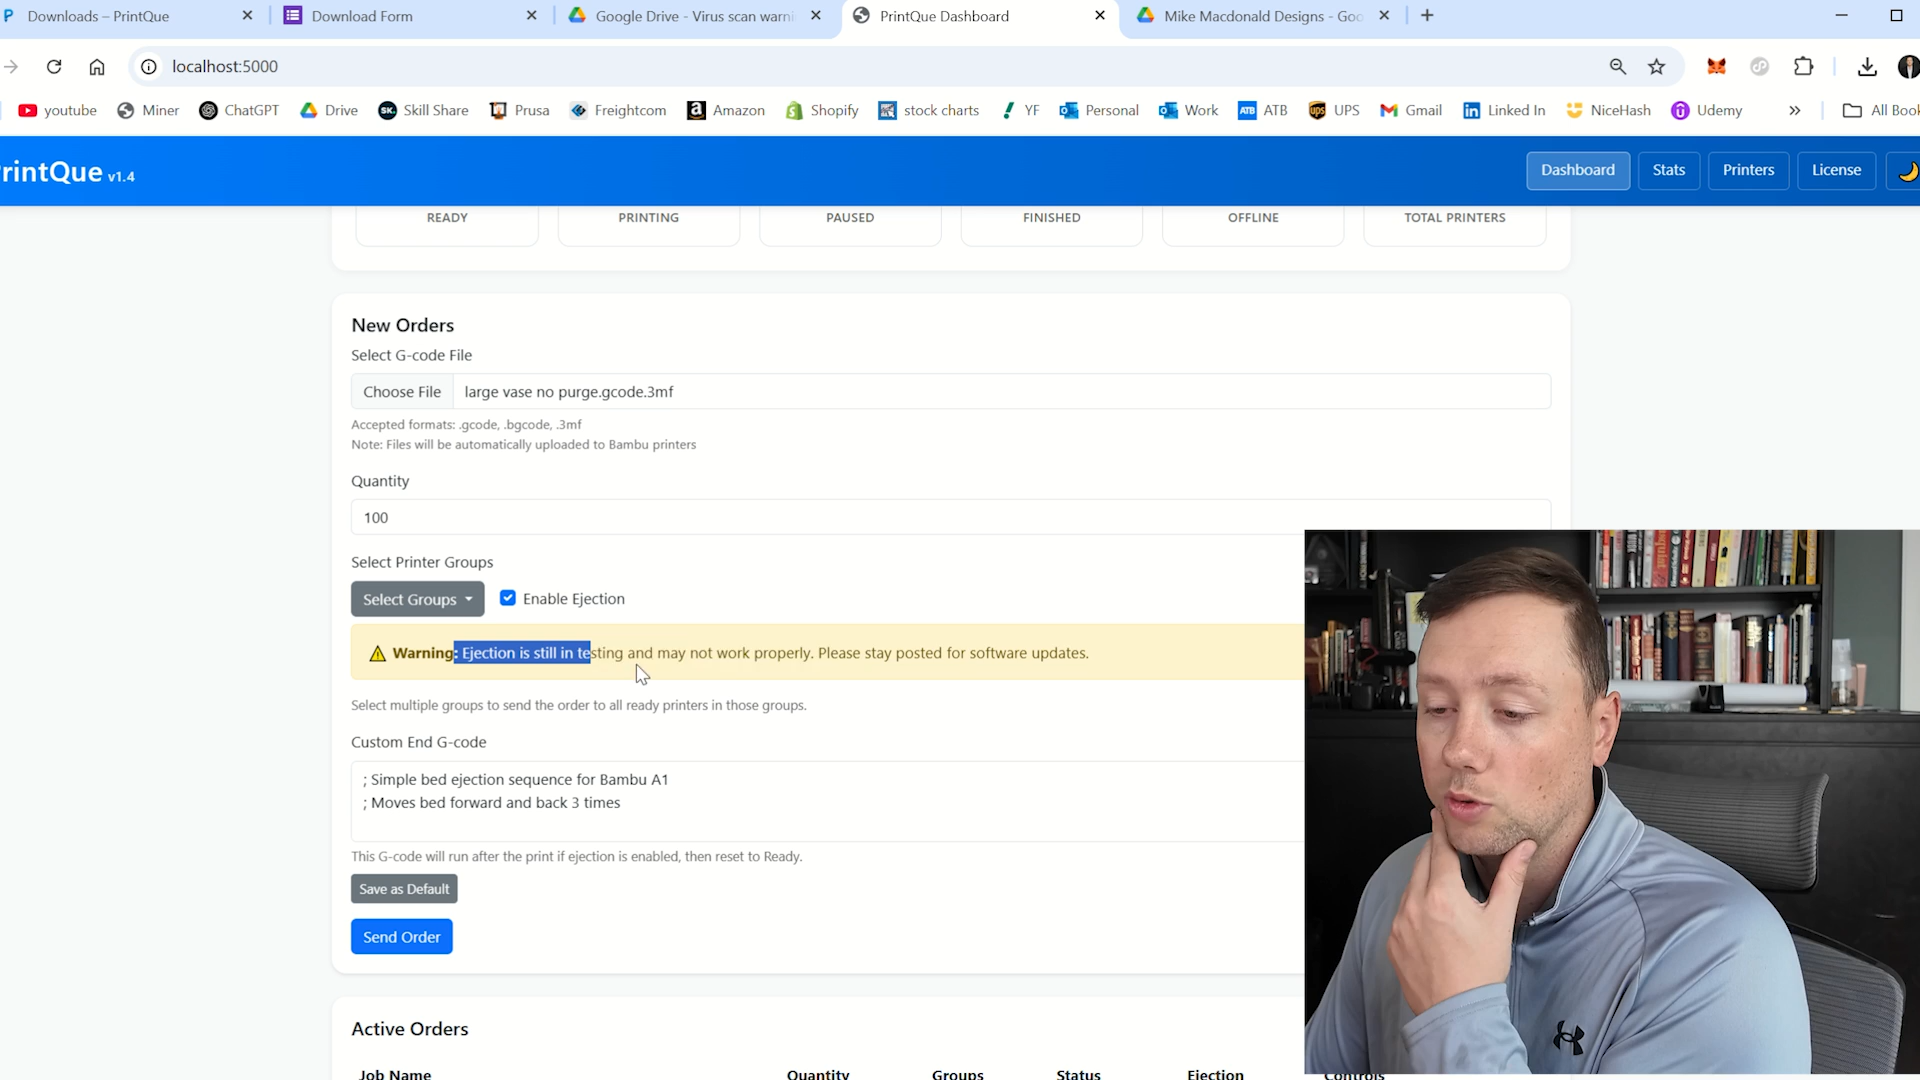 Downloads – PrintQue
Download Form
Google Drive - Virus scan warni
PrintQue Dashboard
Mike Macdonald Designs - Goo
localhost:5000
youtube
Miner
ChatGPT
Drive
SK.
Skill Share
Prusa
Freightcom
Amazon
Shopify
stock charts
YF
Personal
Work
ATB
ATB
UPS
Gmail
Linked In
NiceHash
Udemy
All Book
rintQue v1.4
Dashboard
Stats
Printers
License
READY
PRINTING
PAUSED
FINISHED
OFFLINE
TOTAL PRINTERS
New Orders
Select G-code File
Choose File
large vase no purge.gcode.3mf
Accepted formats: .gcode, .bgcode, .3mf
Note: Files will be automatically uploaded to Bambu printers
Quantity
100
Select Printer Groups
Select Groups
Enable Ejection
Warning: Ejection is still in testing and may not work properly. Please stay posted for software updates.
Select multiple groups to send the order to all ready printers in those groups.
Custom End G-code
; Simple bed ejection sequence for Bambu A1
; Moves bed forward and back 3 times
This G-code will run after the print if ejection is enabled, then reset to Ready.
Save as Default
Send Order
Active Orders
Job Name
Quantity
Groups
Status
Ejection
Controls